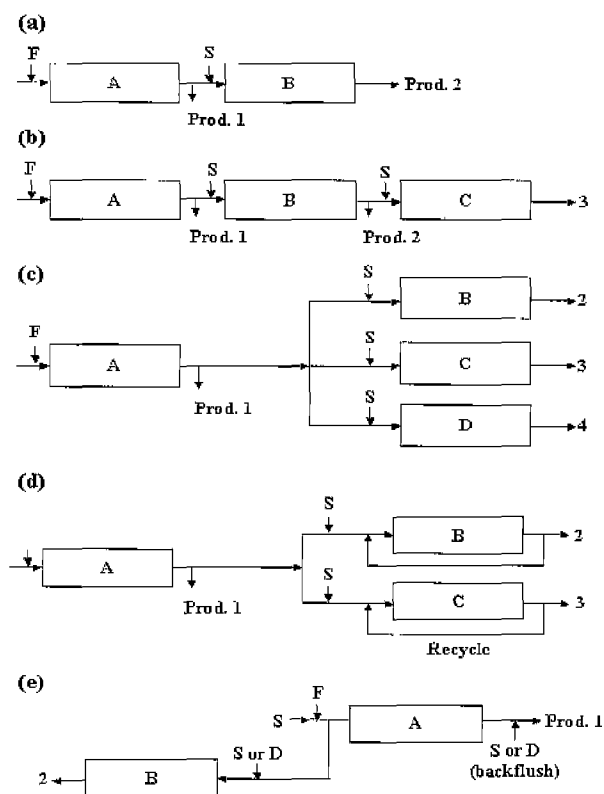 (a)
F
S
A
B
Prod. 2
Prod. 1
(b)
F
S
S
A
B
C
3
Prod. 1
Prod. 2
(c)
S
B
2
F
S
A
C
3
Prod. 1
S
D
4
(d)
S
B
2
A
S
Prod. 1
C
3
Recycle
(e)
F
S
A
Prod. 1
S or D
S or D
(backflush)
2
B